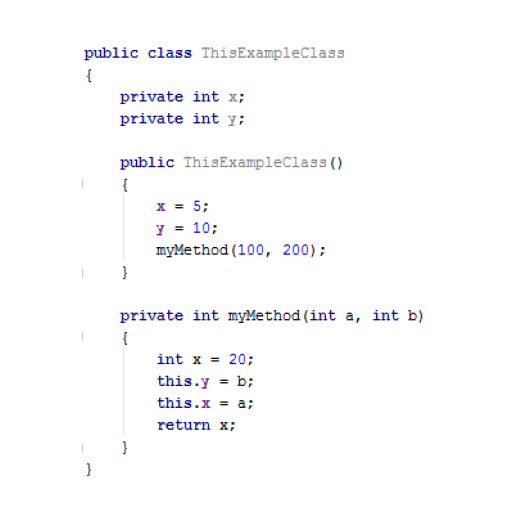 public class ThisExampleClass
{
    private int x;
    private int y;

    public ThisExampleClass()
    {
        x = 5;
        y = 10;
        myMethod(100, 200);
    }

    private int myMethod(int a, int b)
    {
        int x = 20;
        this.y = b;
        this.x = a;
        return x;
    }
}